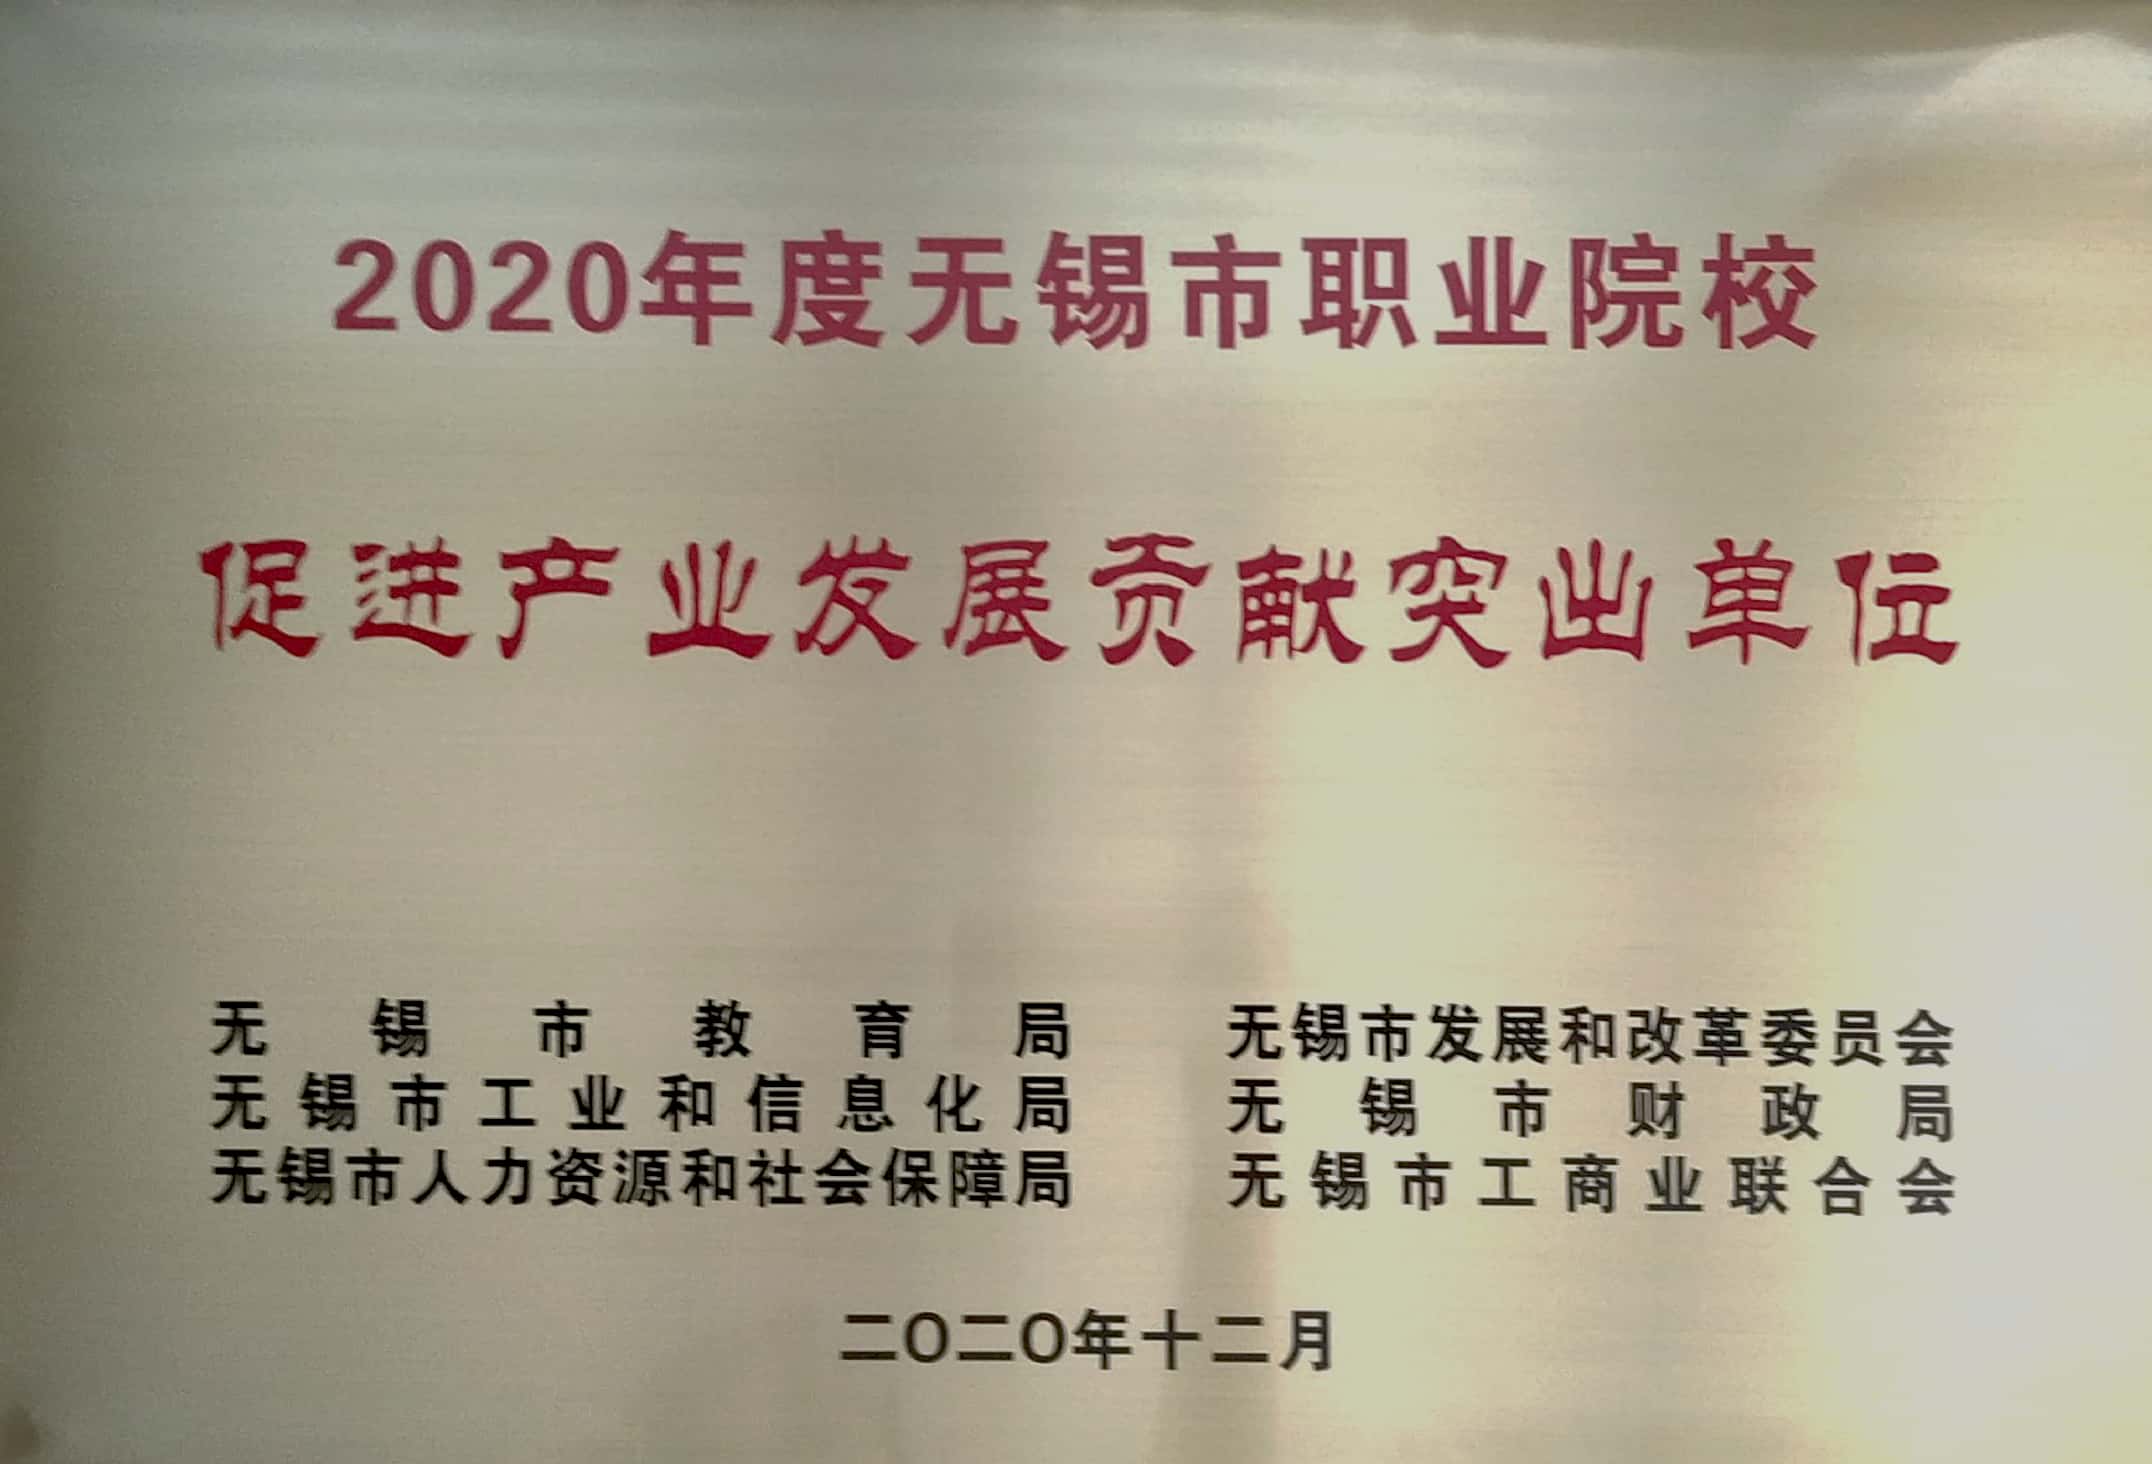 2020年度无锡市职业院校
促进产业发展贡献突出单位
无锡市教育局 无锡市发展和改革委员会
无锡市工业和信息化局 无锡市财政局
无锡市人力资源和社会保障局 无锡市工商业联合会
二〇二〇年十二月